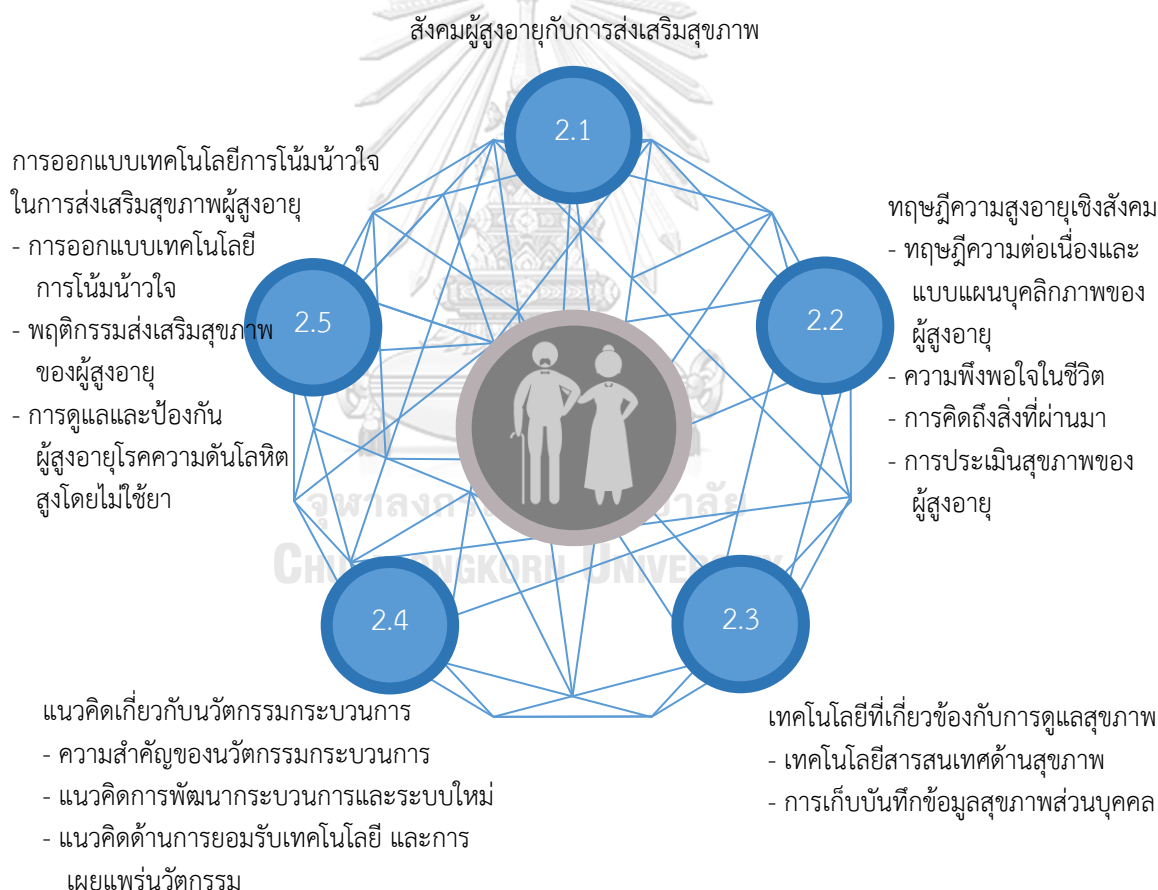 สังคมผู้สูงอายุกับการส่งเสริมสุขภาพ
2.1
ทฤษฎีความสูงอายุเชิงสังคม
- ทฤษฎีความต่อเนื่องและ
แบบแผนบุคลิกภาพของ
ผู้สูงอายุ
- ความพึงพอใจในชีวิต
- การคิดถึงสิ่งที่ผ่านมา
- การประเมินสุขภาพของ
ผู้สูงอายุ
2.2
เทคโนโลยีที่เกี่ยวข้องกับการดูแลสุขภาพ
- เทคโนโลยีสารสนเทศด้านสุขภาพ
- การเก็บบันทึกข้อมูลสุขภาพส่วนบุคคล
2.3
แนวคิดเกี่ยวกับนวัตกรรมกระบวนการ
- ความสำคัญของนวัตกรรมกระบวนการ
- แนวคิดการพัฒนากระบวนการและระบบใหม่
- แนวคิดด้านการยอมรับเทคโนโลยี และการ
เผยแพร่นวัตกรรม
2.4
การออกแบบเทคโนโลยีการโน้มน้าวใจ
ในการส่งเสริมสุขภาพผู้สูงอายุ
- การออกแบบเทคโนโลยี
การโน้มน้าวใจ
- พฤติกรรมส่งเสริมสุขภาพ
ของผู้สูงอายุ
- การดูแลและป้องกัน
ผู้สูงอายุโรคความดันโลหิต
สูงโดยไม่ใช้ยา
2.5